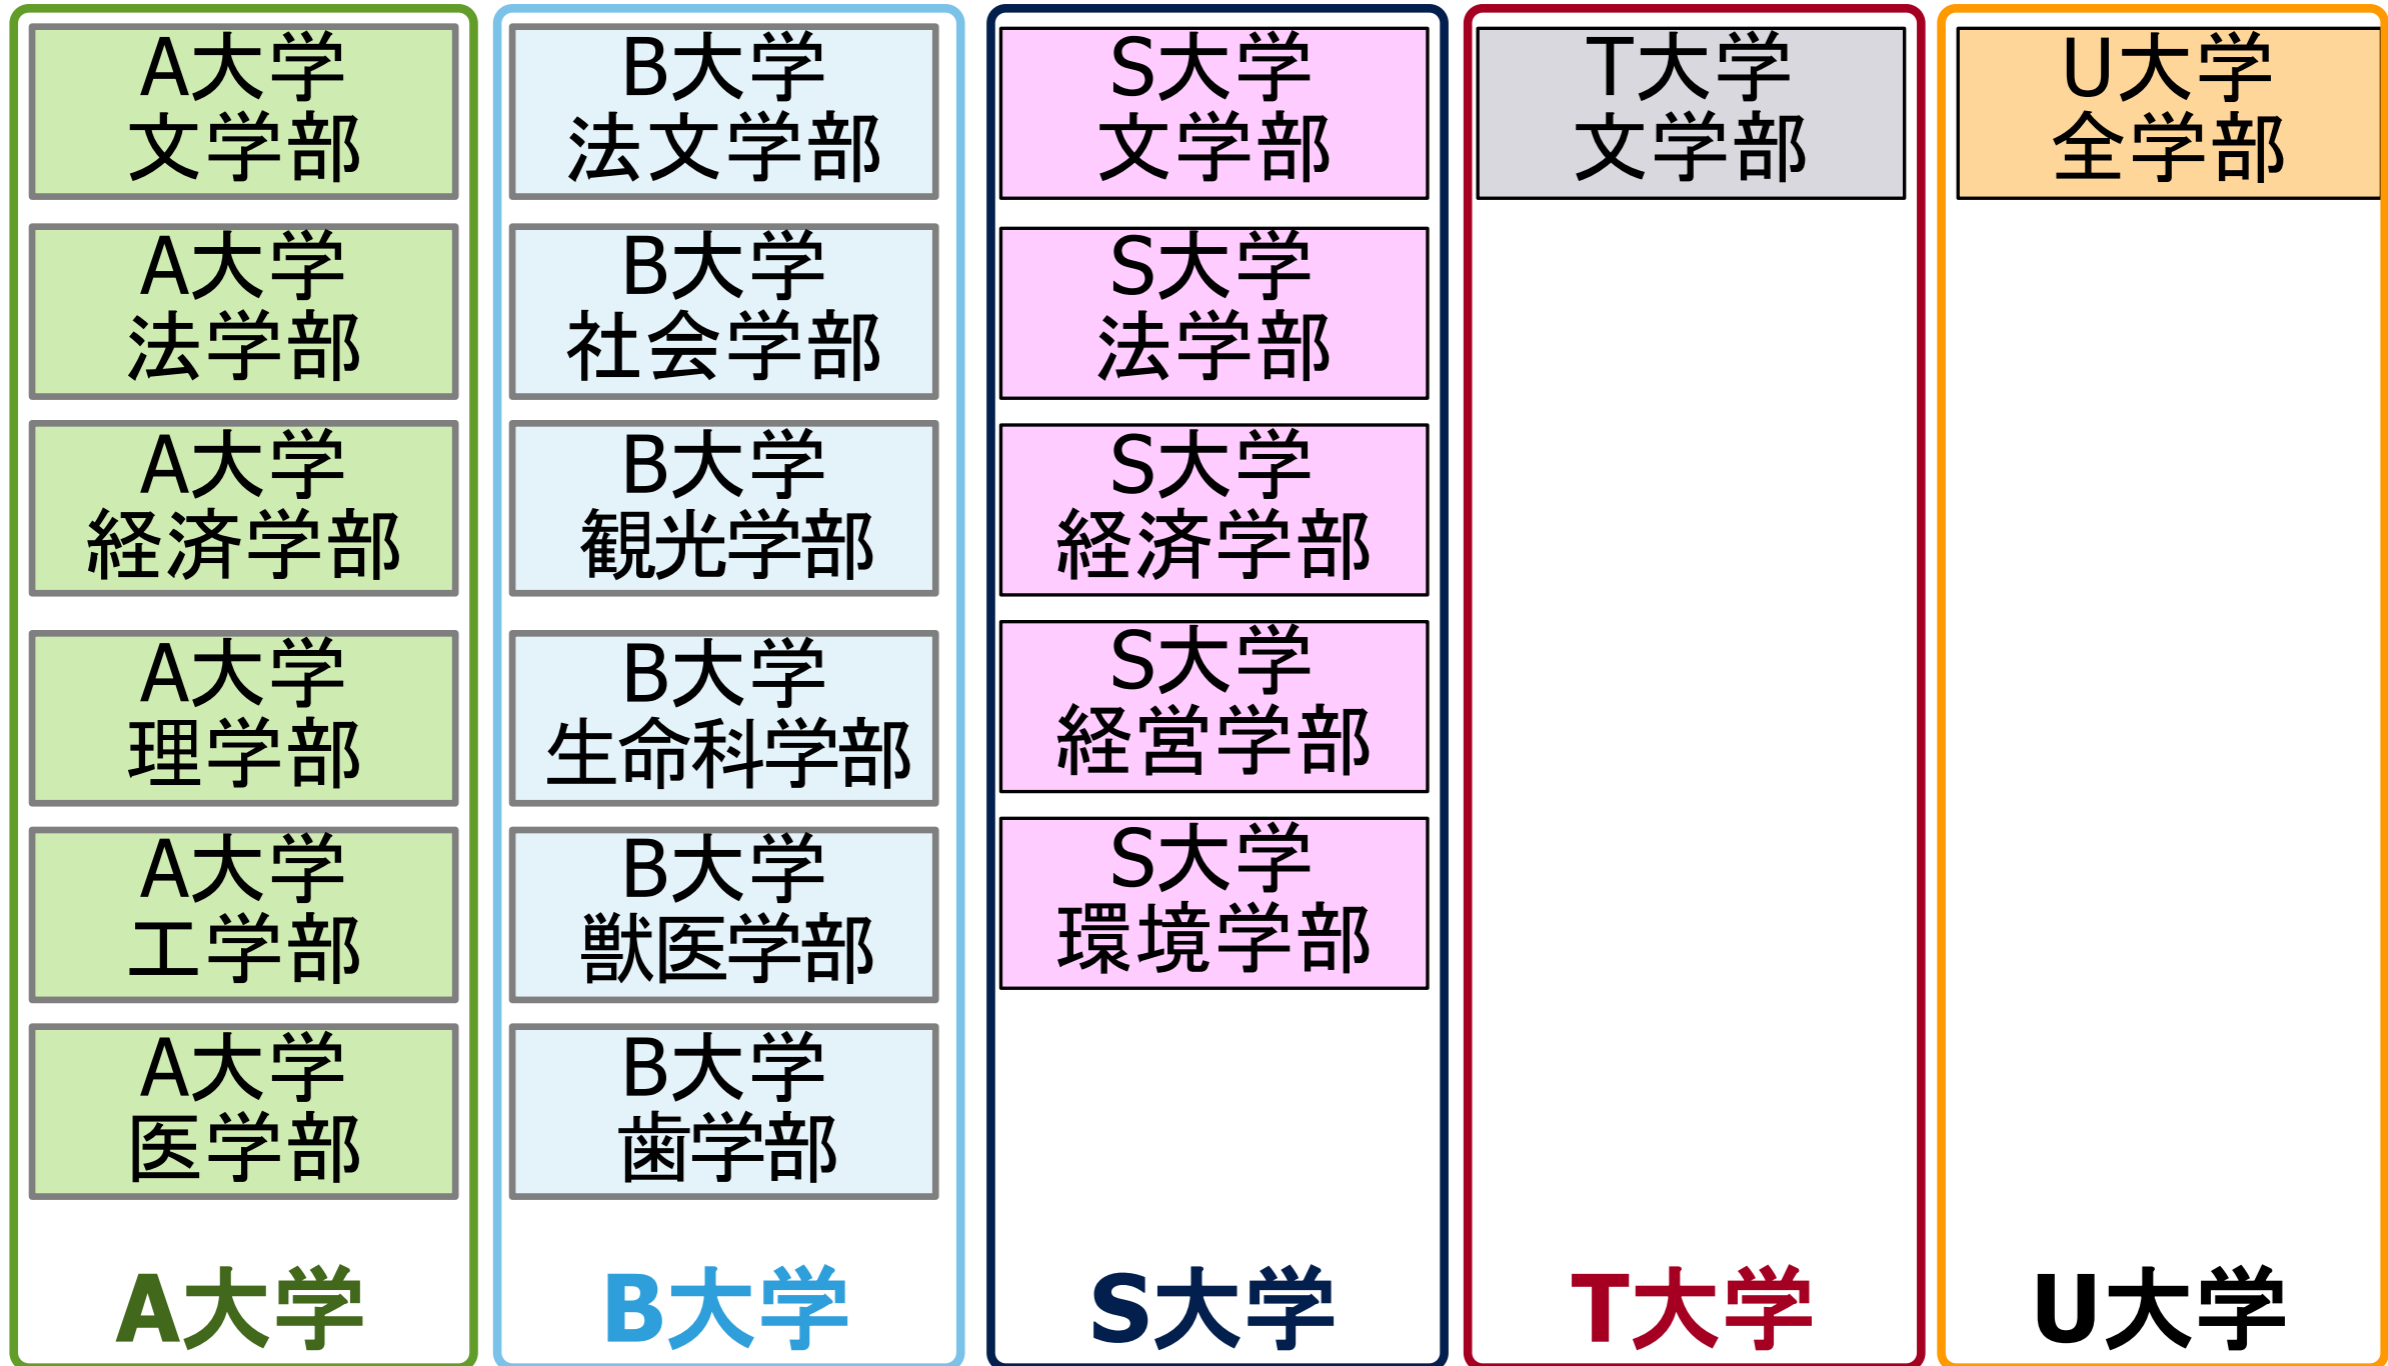 A大学
文学部
A大学
法学部
A大学
経済学部
A大学
理学部
A大学
工学部
A大学
医学部
A大学
B大学
法文学部
B大学
社会学部
B大学
観光学部
B大学
生命科学部
B大学
獣医学部
B大学
歯学部
B大学
S大学
文学部
S大学
法学部
S大学
経済学部
S大学
経営学部
S大学
環境学部
S大学
T大学
文学部
T大学
U大学
全学部
U大学